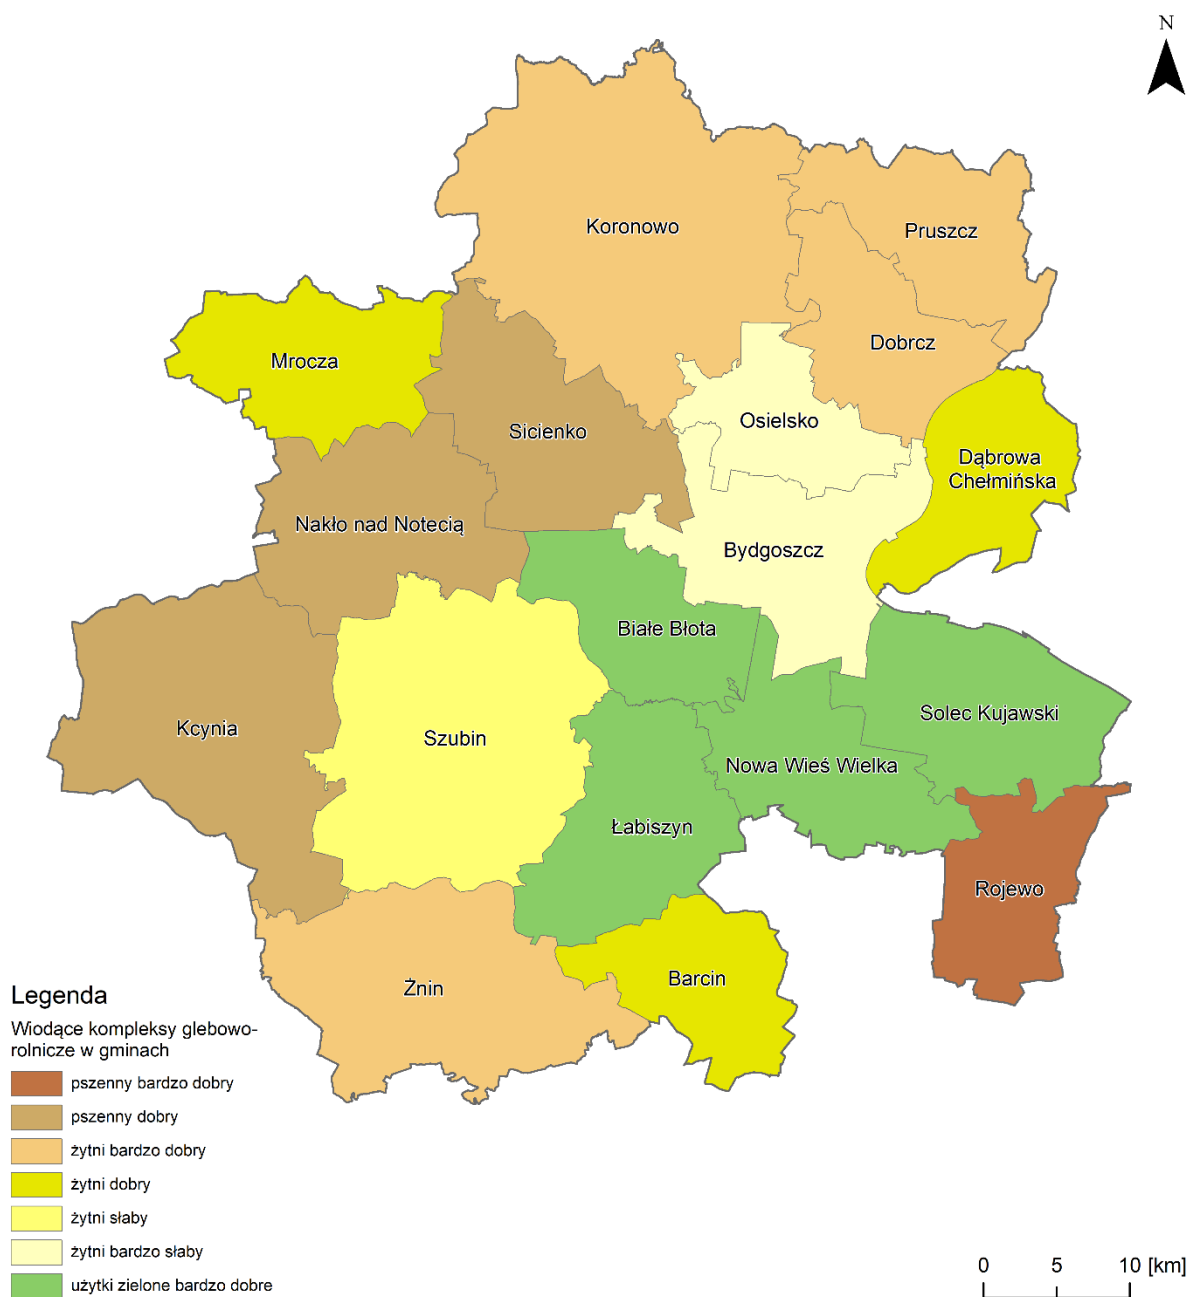 N
Koronowo
Pruszcz
Dobrcz
Mrocza
Osielsko
Sicienko
Dąbrowa
Chełmińska
Nakło nad Notecią
Bydgoszcz
Białe Błota
Solec Kujawski
Kcynia
Szubin
Nowa Wieś Wielka
Łabiszyn
Rojewo
Barcin
Żnin
Legenda
Wiodące kompleksy glebowo-
rolnicze w gminach
pszenny bardzo dobry
pszenny dobry
żytni bardzo dobry
żytni dobry
żytni słaby
żytni bardzo słaby
użytki zielone bardzo dobre
0 5 10 [km]